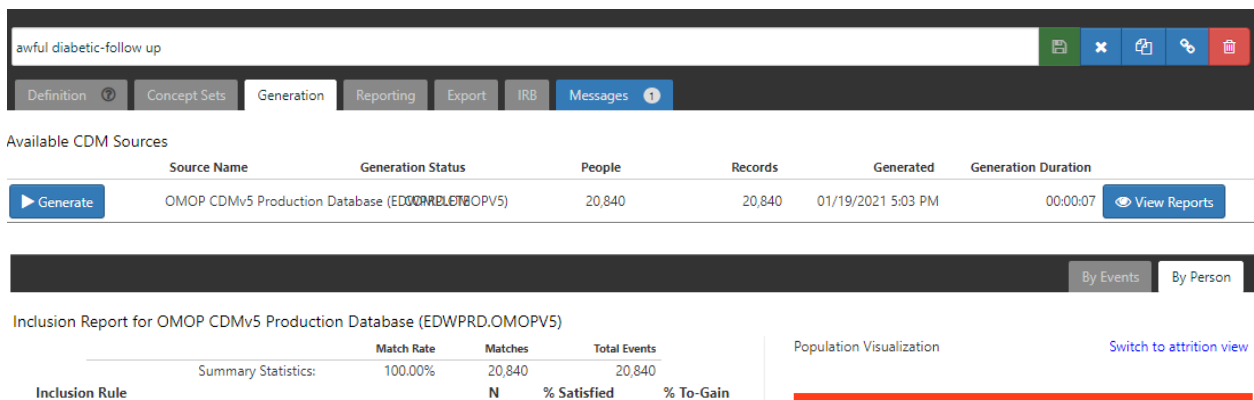 awful diabetic-follow up
Definition ? Concept Sets Generation Reporting Export IRB Messages 1
Available CDM Sources
Source Name Generation Status People Records Generated Generation Duration
Generate OMOP CDMv5 Production Database 20,840 20,840 01/19/2021 5:03 PM 00:00:07 View Reports
By Events By Person
Inclusion Report for OMOP CDMv5 Production Database (EDWPRD.OMOPV5)
Match Rate Matches Total Events
Summary Statistics: 100.00% 20,840 20,840
Inclusion Rule N % Satisfied % To-Gain
Population Visualization Switch to attrition view